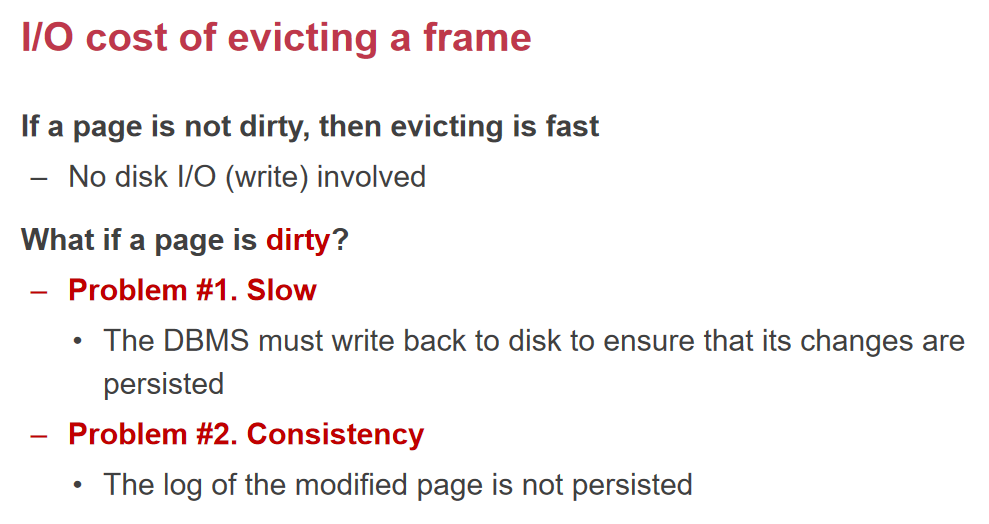 I/O cost of evicting a frame
If a page is not dirty, then evicting is fast
– No disk I/O (write) involved
What if a page is dirty?
– Problem #1. Slow
• The DBMS must write back to disk to ensure that its changes are
persisted
– Problem #2. Consistency
• The log of the modified page is not persisted